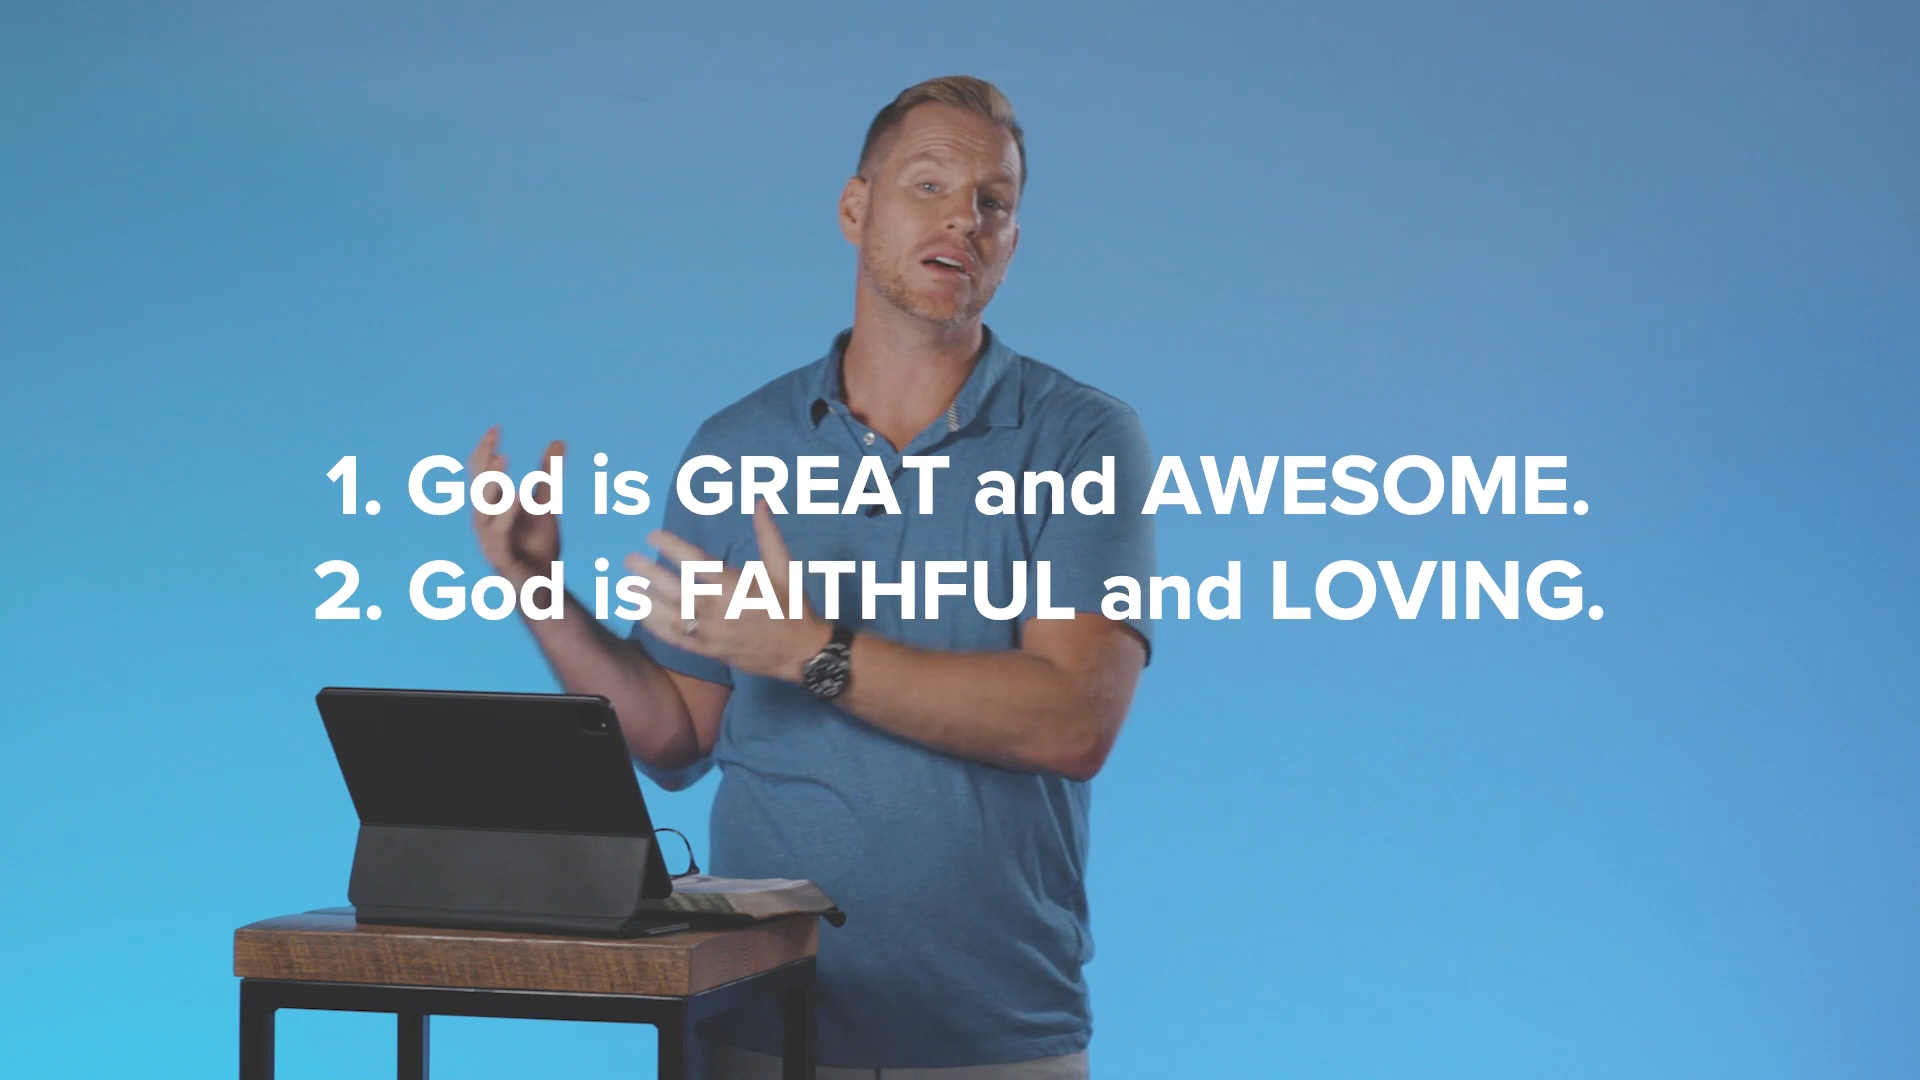 1. God is GREAT and AWESOME.
2. God is FAITHFUL and LOVING.